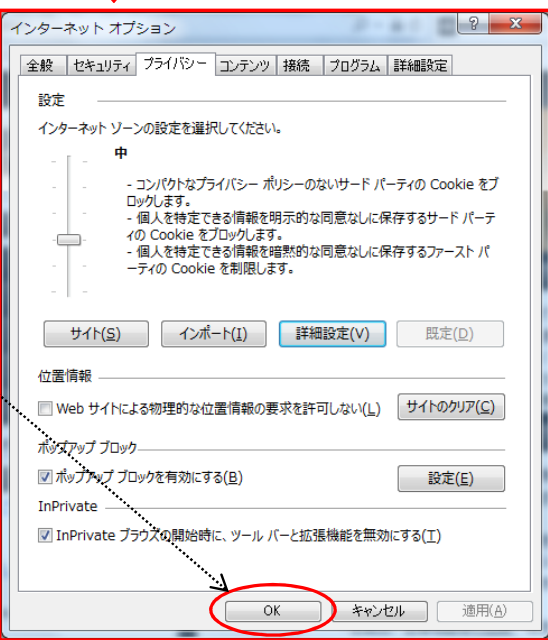 インターネット オプション
全般 セキュリティ プライバシー コンテンツ 接続 プログラム 詳細設定
設定
インターネット ゾーンの設定を選択してください。
中
- コンパクトなプライバシー ポリシーのないサード パーティの Cookie をブ
ロックします。
- 個人を特定できる情報を明示的な同意なしに保存するサード パーテ
ィの Cookie をブロックします。
- 個人を特定できる情報を暗黙的な同意なしに保存するファースト パ
ーティの Cookie を制限します。
サイト(S) インポート(I) 詳細設定(V) 既定(D)
位置情報
Web サイトによる物理的な位置情報の要求を許可しない(L) サイトのクリア(C)
ポップアップ ブロック
ポップアップ ブロックを有効にする(B) 設定(E)
InPrivate
InPrivate ブラウズの開始時に、ツール バーと拡張機能を無効にする(T)
OK キャンセル 適用(A)